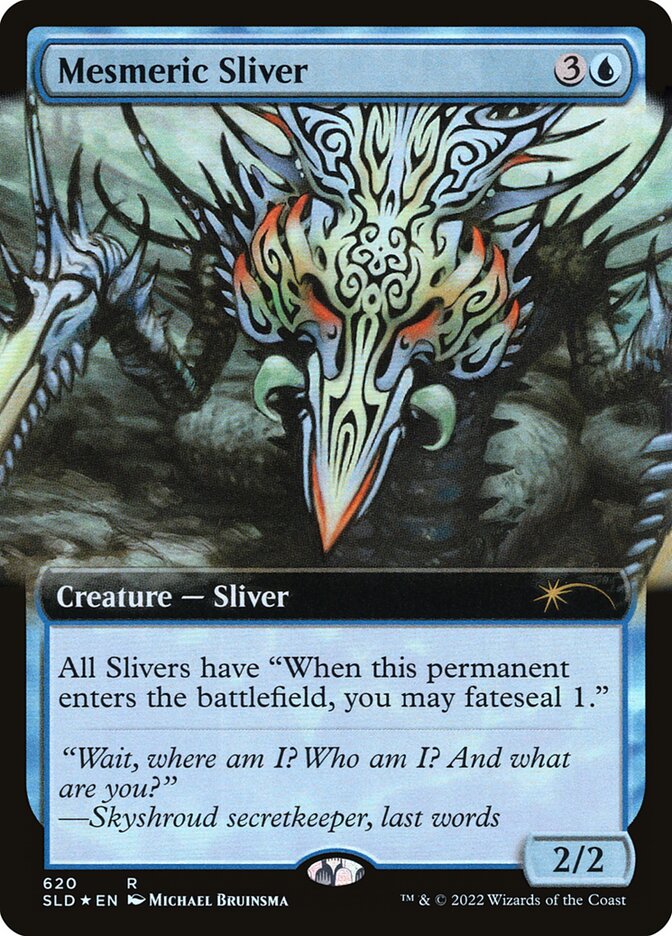 Mesmeric Sliver 3
Creature — Sliver
All Slivers have “When this permanent
enters the battlefield, you may fateseal 1.”
“Wait, where am I? Who am I? And what
are you?”
—Skyshroud secretkeeper, last words
2/2
620 R
SLD★EN Michael Bruinsma ™ & © 2022 Wizards of the Coast